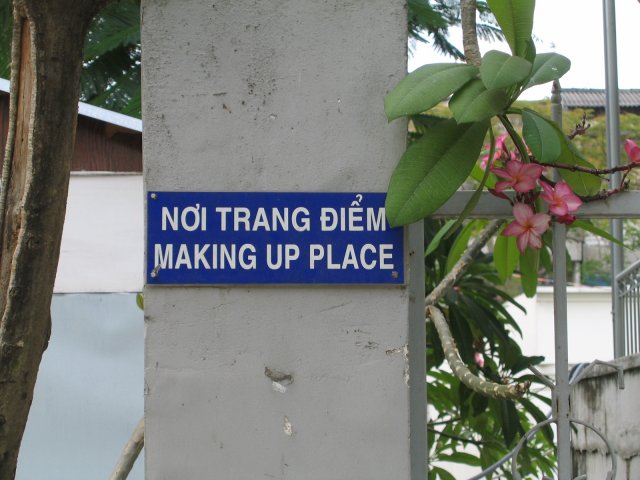 NƠI TRANG ĐIỂM
MAKING UP PLACE